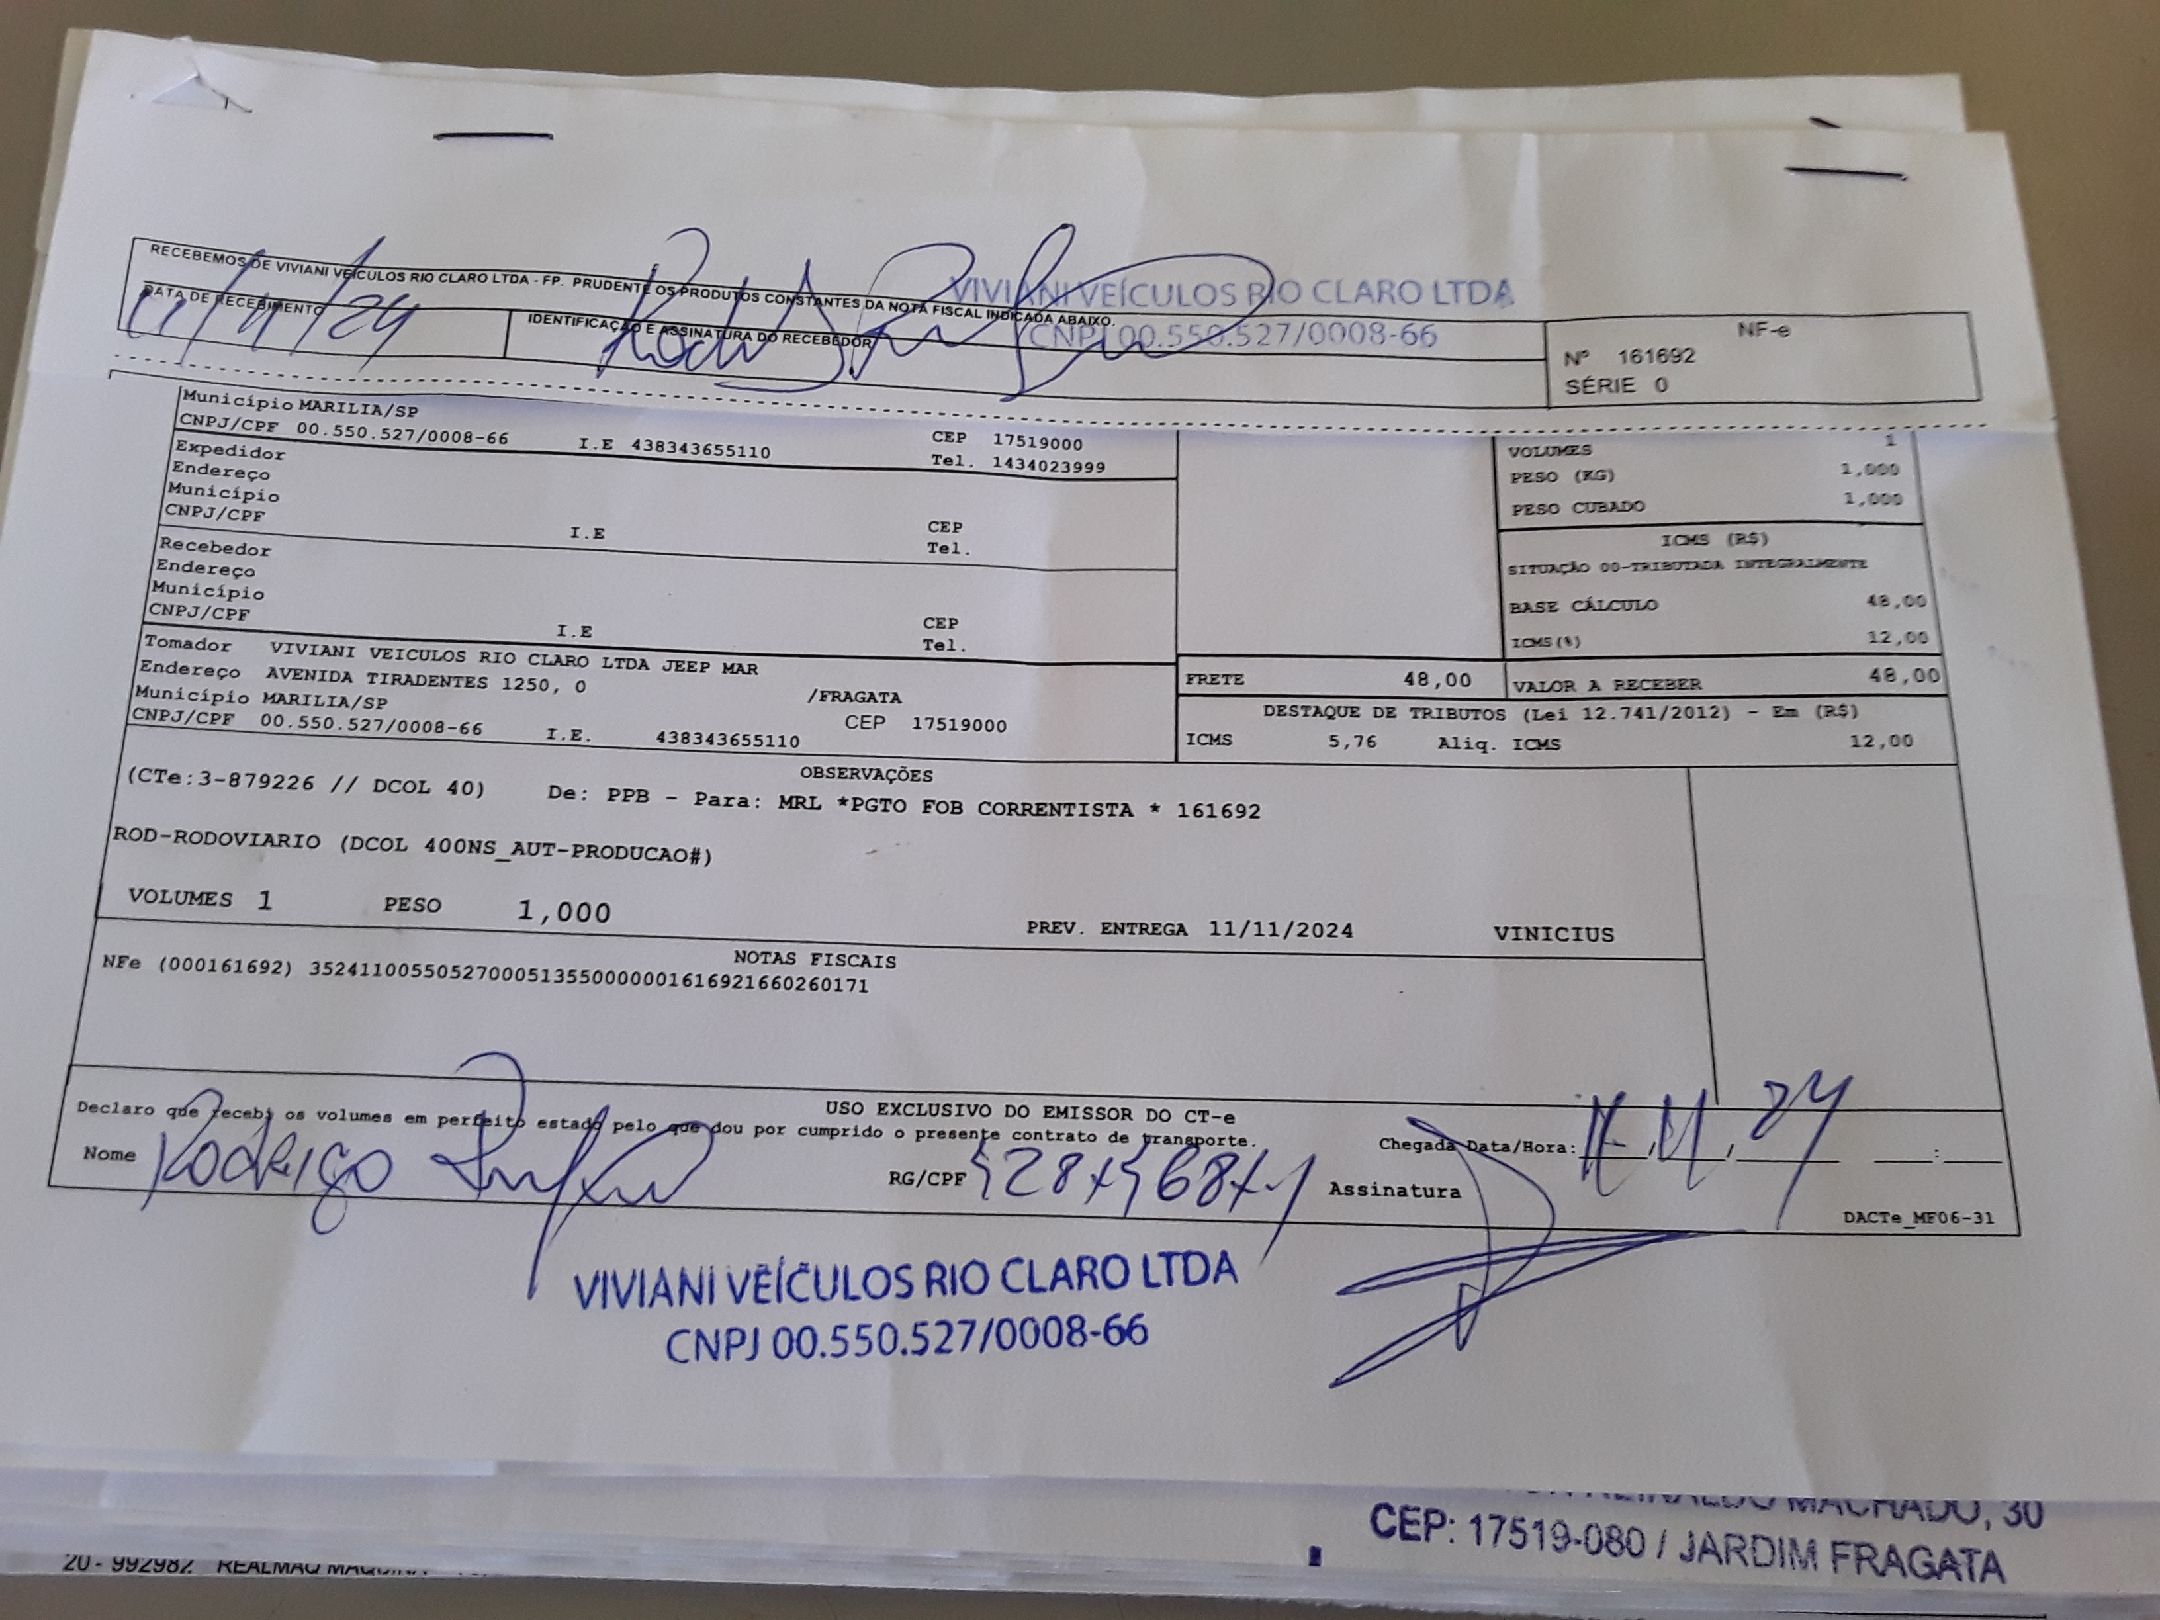 RECEBEMOS DE VIVIANI VEÍCULOS RIO CLARO LTDA - FP. PRUDENTE OS PRODUTOS CONSTANTES DA NOTA FISCAL INDICADA ABAIXO.
VIVIANI VEÍCULOS RIO CLARO LTDA
CNPJ 00.550.527/0008-66
DATA DE RECEBIMENTO
11/11/24
IDENTIFICAÇÃO E ASSINATURA DO RECEBEDOR
NF-e
Nº 161692
SÉRIE 0
Município MARILIA/SP
CNPJ/CPF 00.550.527/0008-66 I.E 438343655110
CEP 17519000
Tel. 1434023999
Expedidor
Endereço
Município
CNPJ/CPF I.E
CEP
Tel.
Recebedor
Endereço
Município
CNPJ/CPF I.E
CEP
Tel.
Tomador VIVIANI VEICULOS RIO CLARO LTDA JEEP MAR
Endereço AVENIDA TIRADENTES 1250, 0 /FRAGATA
Município MARILIA/SP CEP 17519000
CNPJ/CPF 00.550.527/0008-66 I.E. 438343655110
VOLUMES 1
PESO (KG) 1,000
PESO CUBADO 1,000
ICMS (R$)
SITUAÇÃO 00-TRIBUTADA INTEGRALMENTE
BASE CÁLCULO 48,00
ICMS(%) 12,00
FRETE 48,00 VALOR A RECEBER 48,00
DESTAQUE DE TRIBUTOS (Lei 12.741/2012) - Em (R$)
ICMS 5,76 Aliq. ICMS 12,00
OBSERVAÇÕES
(CTe:3-879226 // DCOL 40) De: PPB - Para: MRL *PGTO FOB CORRENTISTA * 161692
ROD-RODOVIARIO (DCOL 400NS_AUT-PRODUCAO#)
VOLUMES 1 PESO 1,000 PREV. ENTREGA 11/11/2024 VINICIUS
NOTAS FISCAIS
NFe (000161692) 35241100550527000513550000001616921660260171
USO EXCLUSIVO DO EMISSOR DO CT-e
Declaro que recebi os volumes em perfeito estado pelo que dou por cumprido o presente contrato de transporte.
Chegada Data/Hora: 11.11.24 :
Nome Rodrigo
RG/CPF
Assinatura
DACTe_MF06-31
VIVIANI VEÍCULOS RIO CLARO LTDA
CNPJ 00.550.527/0008-66
REINALDO MACHADO, 30
CEP: 17519-080 / JARDIM FRAGATA
20 - 992982